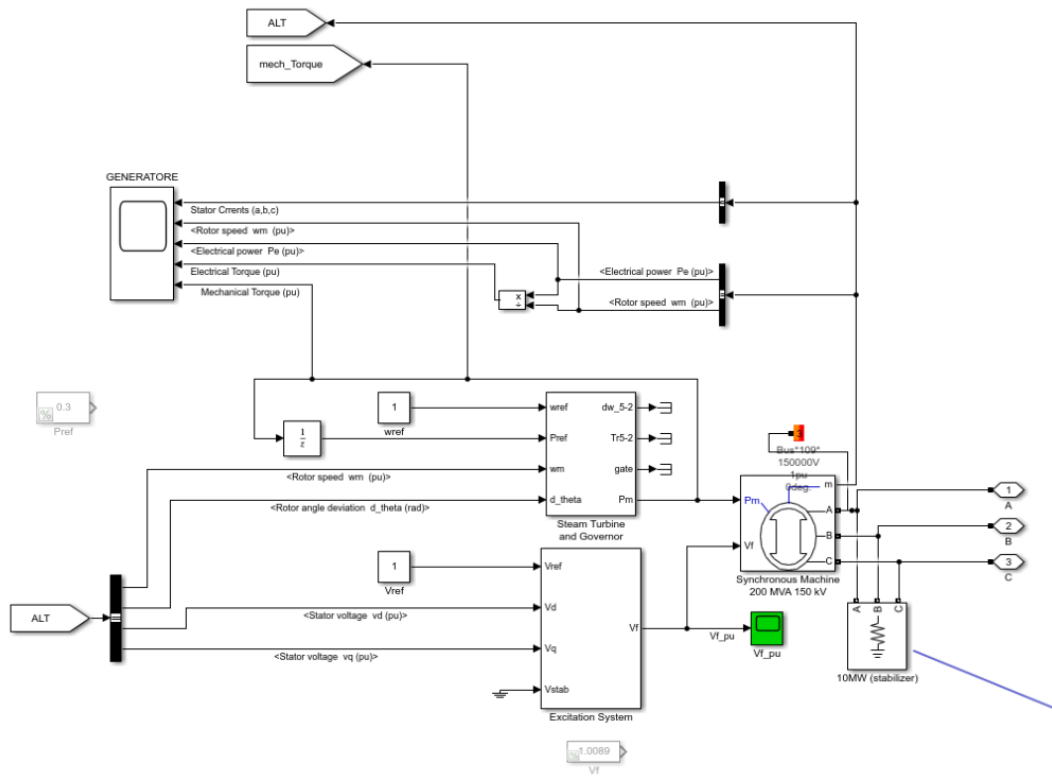 ALT
mech_Torque
GENERATORE
Stator Crrents (a,b,c)
<Rotor speed  wm  (pu)>
<Electrical power  Pe (pu)>
Electrical Torque (pu)
Mechanical Torque (pu)
<Electrical power  Pe (pu)>
<Rotor speed  wm  (pu)>
×
÷
0.3
Pref
1
wref
1
z
wref
Pref
wm
d_theta
dw_5-2
Tr5-2
gate
Pm
Steam Turbine
and Governor
<Rotor speed  wm  (pu)>
<Rotor angle deviation  d_theta (rad)>
3
Bus"109"
150000V
1pu
0deg.
Pm
Vf
m
A
B
C
Synchronous Machine
200 MVA 150 kV
1
A
2
B
3
C
1
Vref
ALT
<Stator voltage  vd (pu)>
<Stator voltage  vq (pu)>
Vref
Vd
Vq
Vstab
Vf
Excitation System
Vf_pu
Vf_pu
A
B
C
10MW (stabilizer)
1.0089
Vf